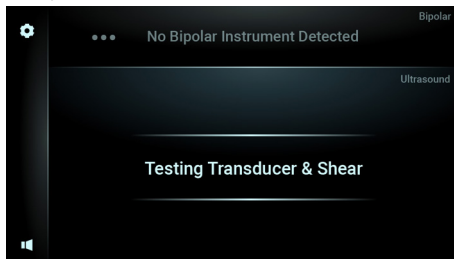 Bipolar
No Bipolar Instrument Detected
Ultrasound
Testing Transducer & Shear